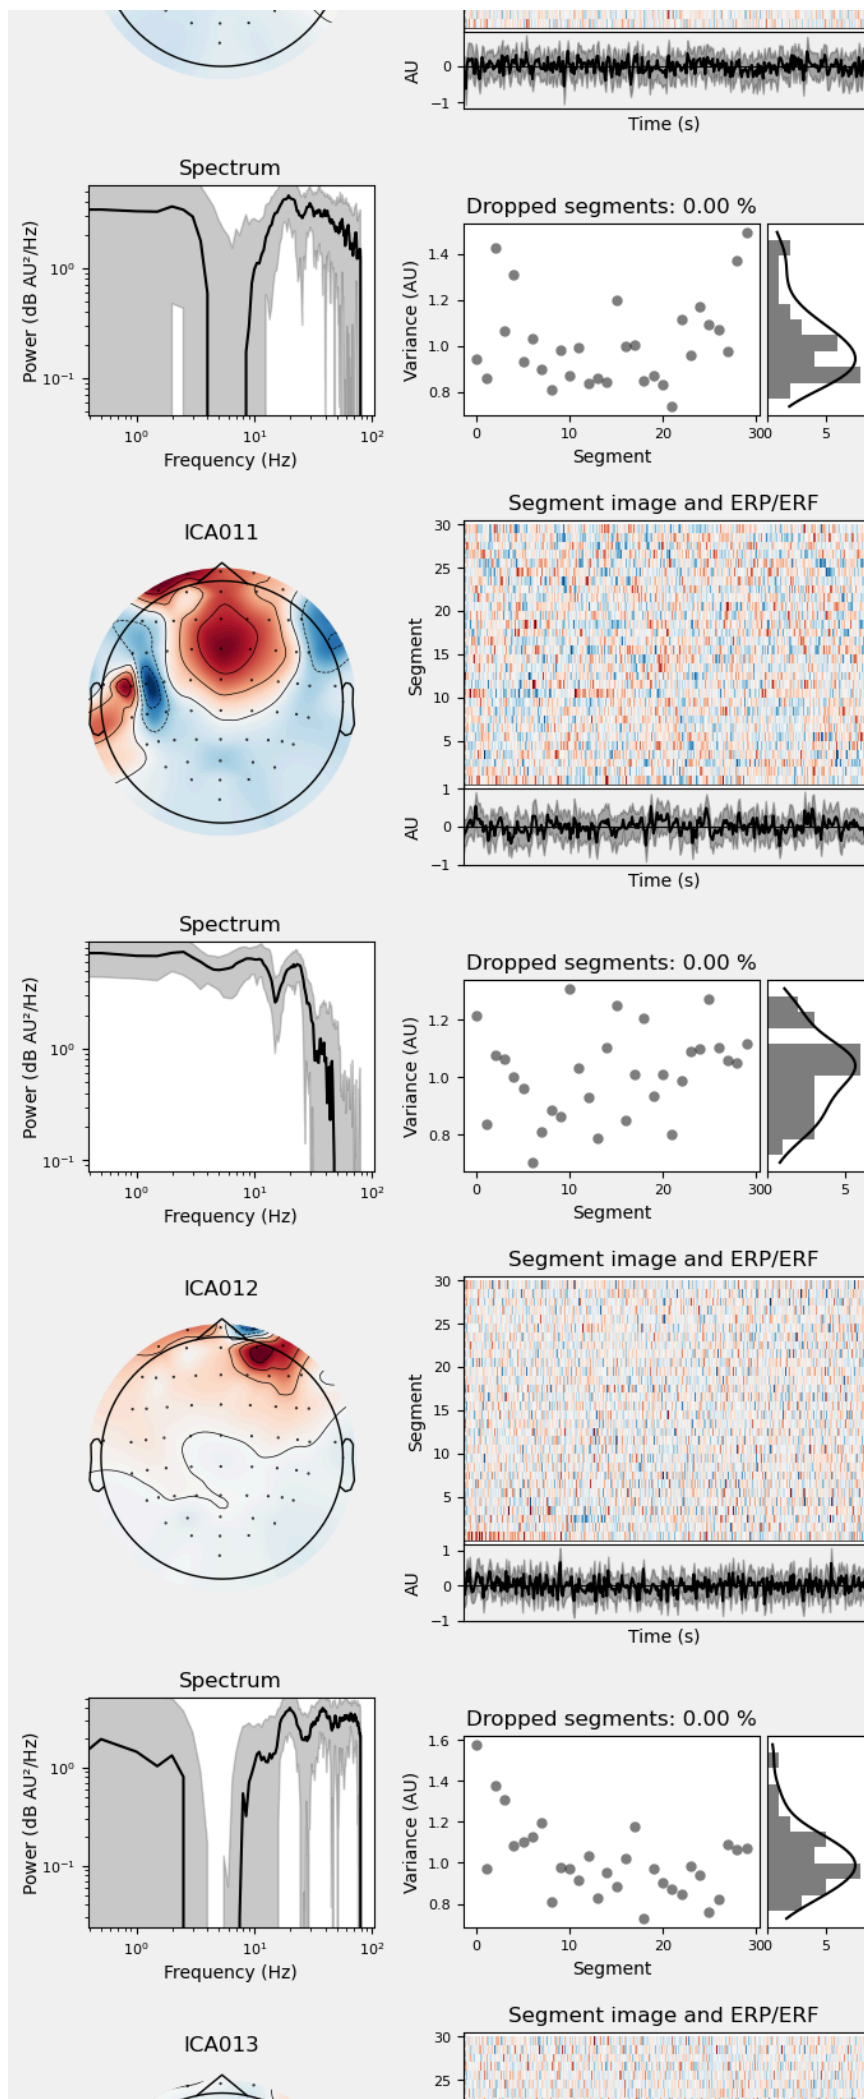 AU
0
−1
Time (s)
Spectrum
Power (dB AU²/Hz)
10⁰
10⁻¹
10⁰
10¹
10²
Frequency (Hz)
Dropped segments: 0.00 %
Variance (AU)
1.4
1.2
1.0
0.8
0
10
20
30
0
5
Segment
ICA011
Segment image and ERP/ERF
Segment
30
25
20
15
10
5
AU
1
0
−1
Time (s)
Spectrum
Power (dB AU²/Hz)
10⁰
10⁻¹
10⁰
10¹
10²
Frequency (Hz)
Dropped segments: 0.00 %
Variance (AU)
1.2
1.0
0.8
0
10
20
30
0
5
Segment
ICA012
Segment image and ERP/ERF
Segment
30
25
20
15
10
5
AU
1
0
−1
Time (s)
Spectrum
Power (dB AU²/Hz)
10⁰
10⁻¹
10⁰
10¹
10²
Frequency (Hz)
Dropped segments: 0.00 %
Variance (AU)
1.6
1.4
1.2
1.0
0.8
0
10
20
30
0
5
Segment
ICA013
Segment image and ERP/ERF
30
25